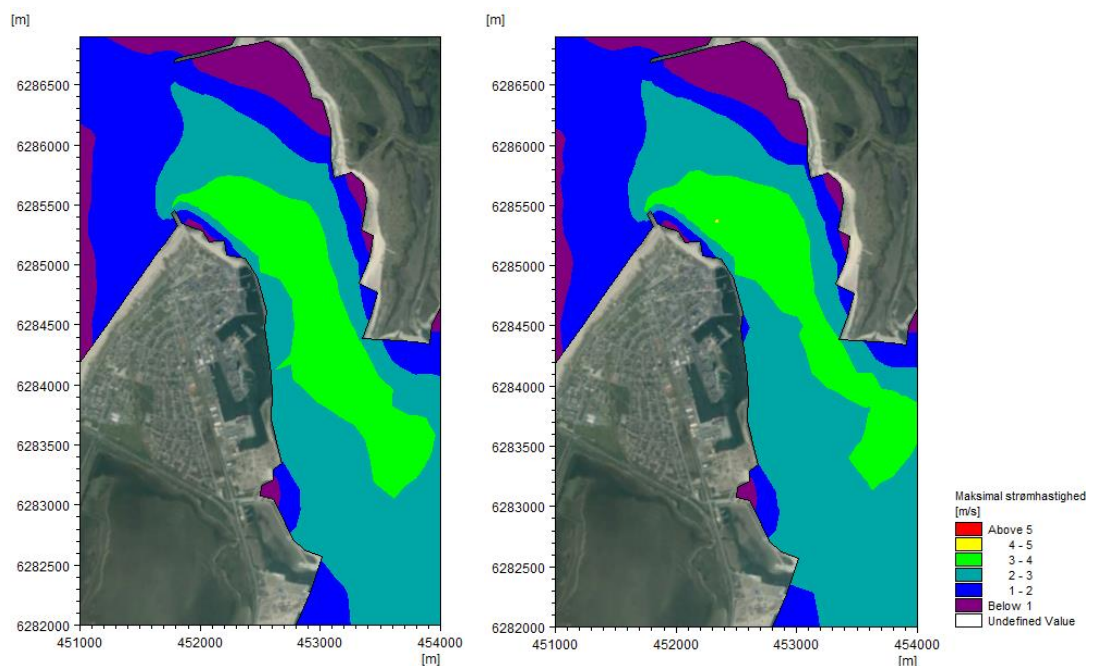 [m]
6286500
6286000
6285500
6285000
6284500
6284000
6283500
6283000
6282500
6282000
451000 452000 453000 454000
[m]
[m]
6286500
6286000
6285500
6285000
6284500
6284000
6283500
6283000
6282500
6282000
451000 452000 453000 454000
[m]
Maksimal strømhastighed
[m/s]
Above 5
4 - 5
3 - 4
2 - 3
1 - 2
Below 1
Undefined Value